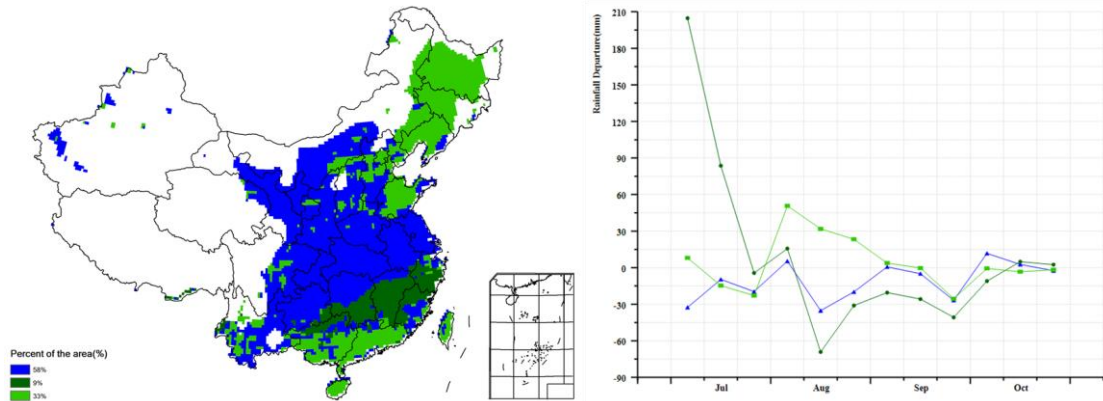 Percent of the area(%)
58%
9%
33%
Rainfall Departure(mm)
210
180
150
120
90
60
30
0
-30
-60
-90
Jul
Aug
Sep
Oct